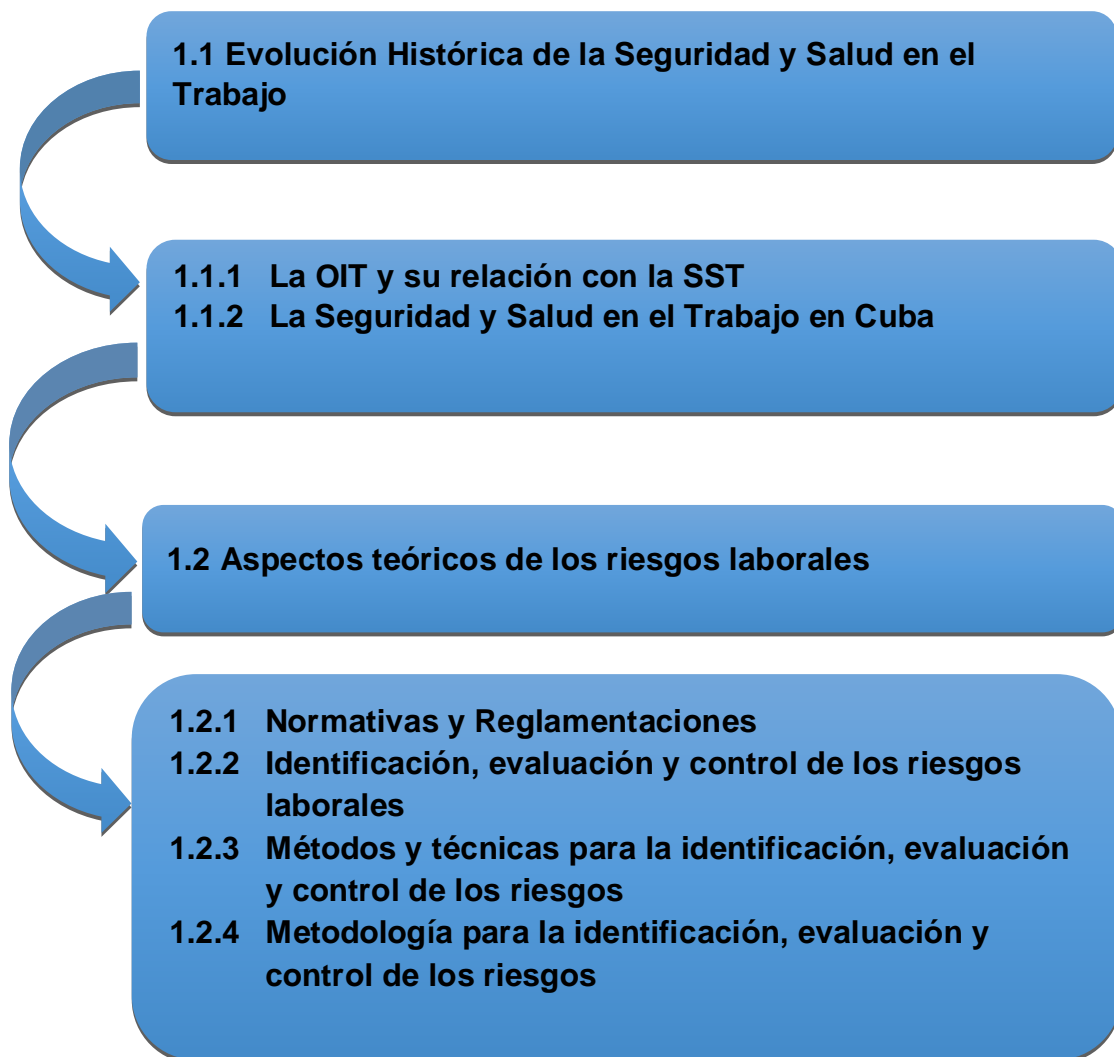 1.1 Evolución Histórica de la Seguridad y Salud en el
Trabajo
1.1.1 La OIT y su relación con la SST
1.1.2 La Seguridad y Salud en el Trabajo en Cuba
1.2 Aspectos teóricos de los riesgos laborales
1.2.1 Normativas y Reglamentaciones
1.2.2 Identificación, evaluación y control de los riesgos
laborales
1.2.3 Métodos y técnicas para la identificación, evaluación
y control de los riesgos
1.2.4 Metodología para la identificación, evaluación y
control de los riesgos